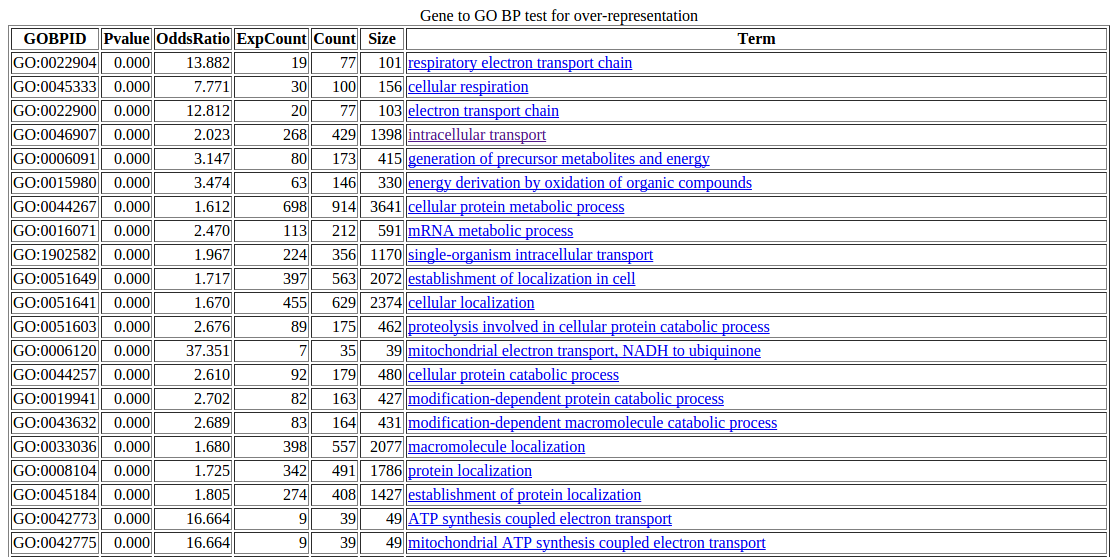 Gene to GO BP test for over-representation
GOBPID Pvalue OddsRatio ExpCount Count Size Term
GO:0022904 0.000 13.882 19 77 101 respiratory electron transport chain
GO:0045333 0.000 7.771 30 100 156 cellular respiration
GO:0022900 0.000 12.812 20 77 103 electron transport chain
GO:0046907 0.000 2.023 268 429 1398 intracellular transport
GO:0006091 0.000 3.147 80 173 415 generation of precursor metabolites and energy
GO:0015980 0.000 3.474 63 146 330 energy derivation by oxidation of organic compounds
GO:0044267 0.000 1.612 698 914 3641 cellular protein metabolic process
GO:0016071 0.000 2.470 113 212 591 mRNA metabolic process
GO:1902582 0.000 1.967 224 356 1170 single-organism intracellular transport
GO:0051649 0.000 1.717 397 563 2072 establishment of localization in cell
GO:0051641 0.000 1.670 455 629 2374 cellular localization
GO:0051603 0.000 2.676 89 175 462 proteolysis involved in cellular protein catabolic process
GO:0006120 0.000 37.351 7 35 39 mitochondrial electron transport, NADH to ubiquinone
GO:0044257 0.000 2.610 92 179 480 cellular protein catabolic process
GO:0019941 0.000 2.702 82 163 427 modification-dependent protein catabolic process
GO:0043632 0.000 2.689 83 164 431 modification-dependent macromolecule catabolic process
GO:0033036 0.000 1.680 398 557 2077 macromolecule localization
GO:0008104 0.000 1.725 342 491 1786 protein localization
GO:0045184 0.000 1.805 274 408 1427 establishment of protein localization
GO:0042773 0.000 16.664 9 39 49 ATP synthesis coupled electron transport
GO:0042775 0.000 16.664 9 39 49 mitochondrial ATP synthesis coupled electron transport